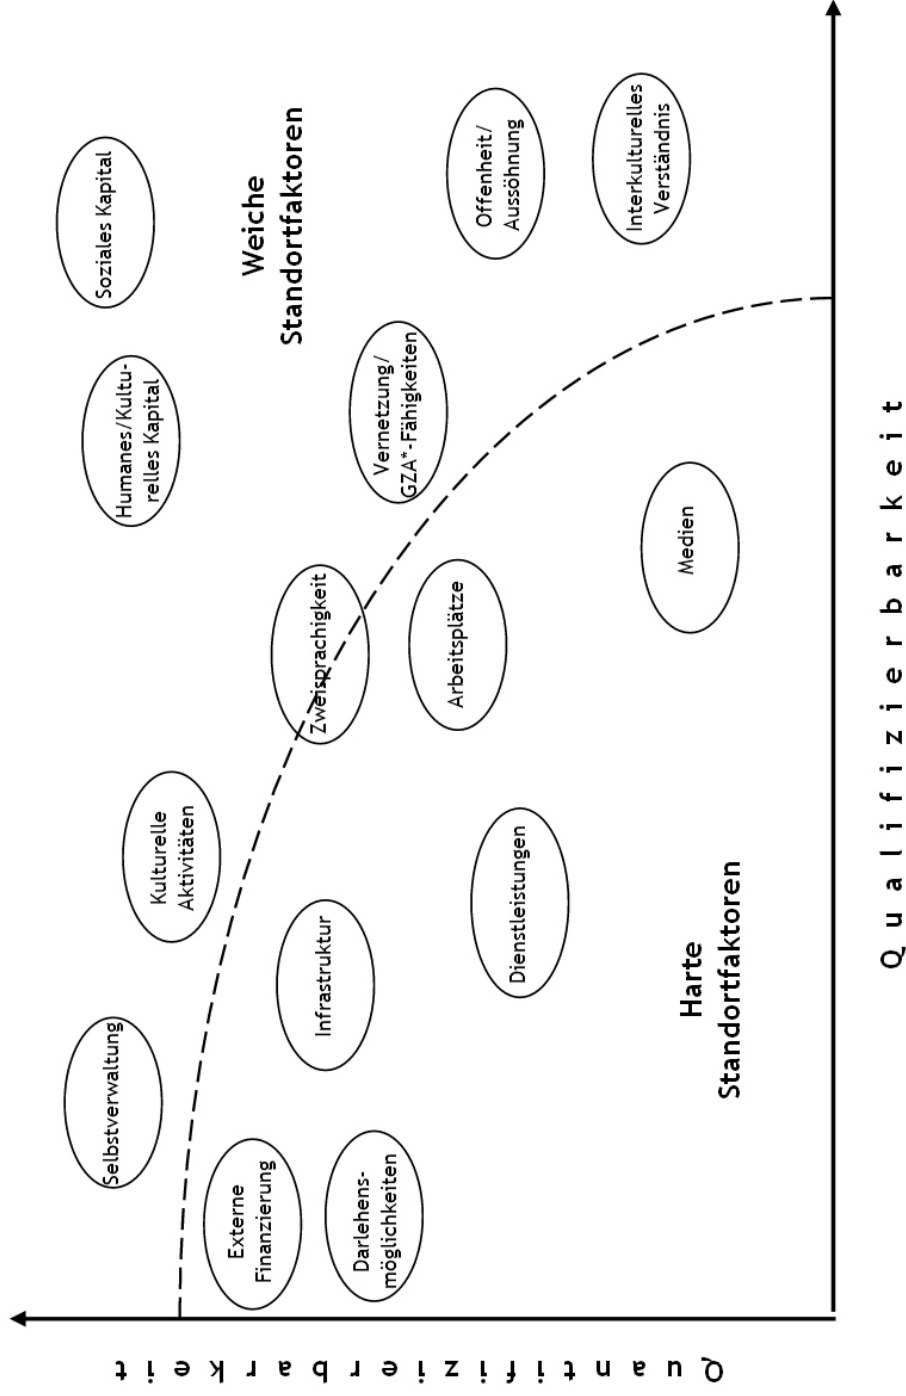 Quantifizierbarkeit
Selbstverwaltung
Kulturelle
Aktivitäten
Humanes/Kultu-
relles Kapital
Soziales Kapital
Weiche
Standortfaktoren
Externe
Finanzierung
Darlehens-
möglichkeiten
Infrastruktur
Zweisprachigkeit
Vernetzung/
GZA*-Fähigkeiten
Offenheit/
Aussöhnung
Interkulturelles
Verständnis
Arbeitsplätze
Dienstleistungen
Medien
Harte
Standortfaktoren
Qualifizierbarkeit